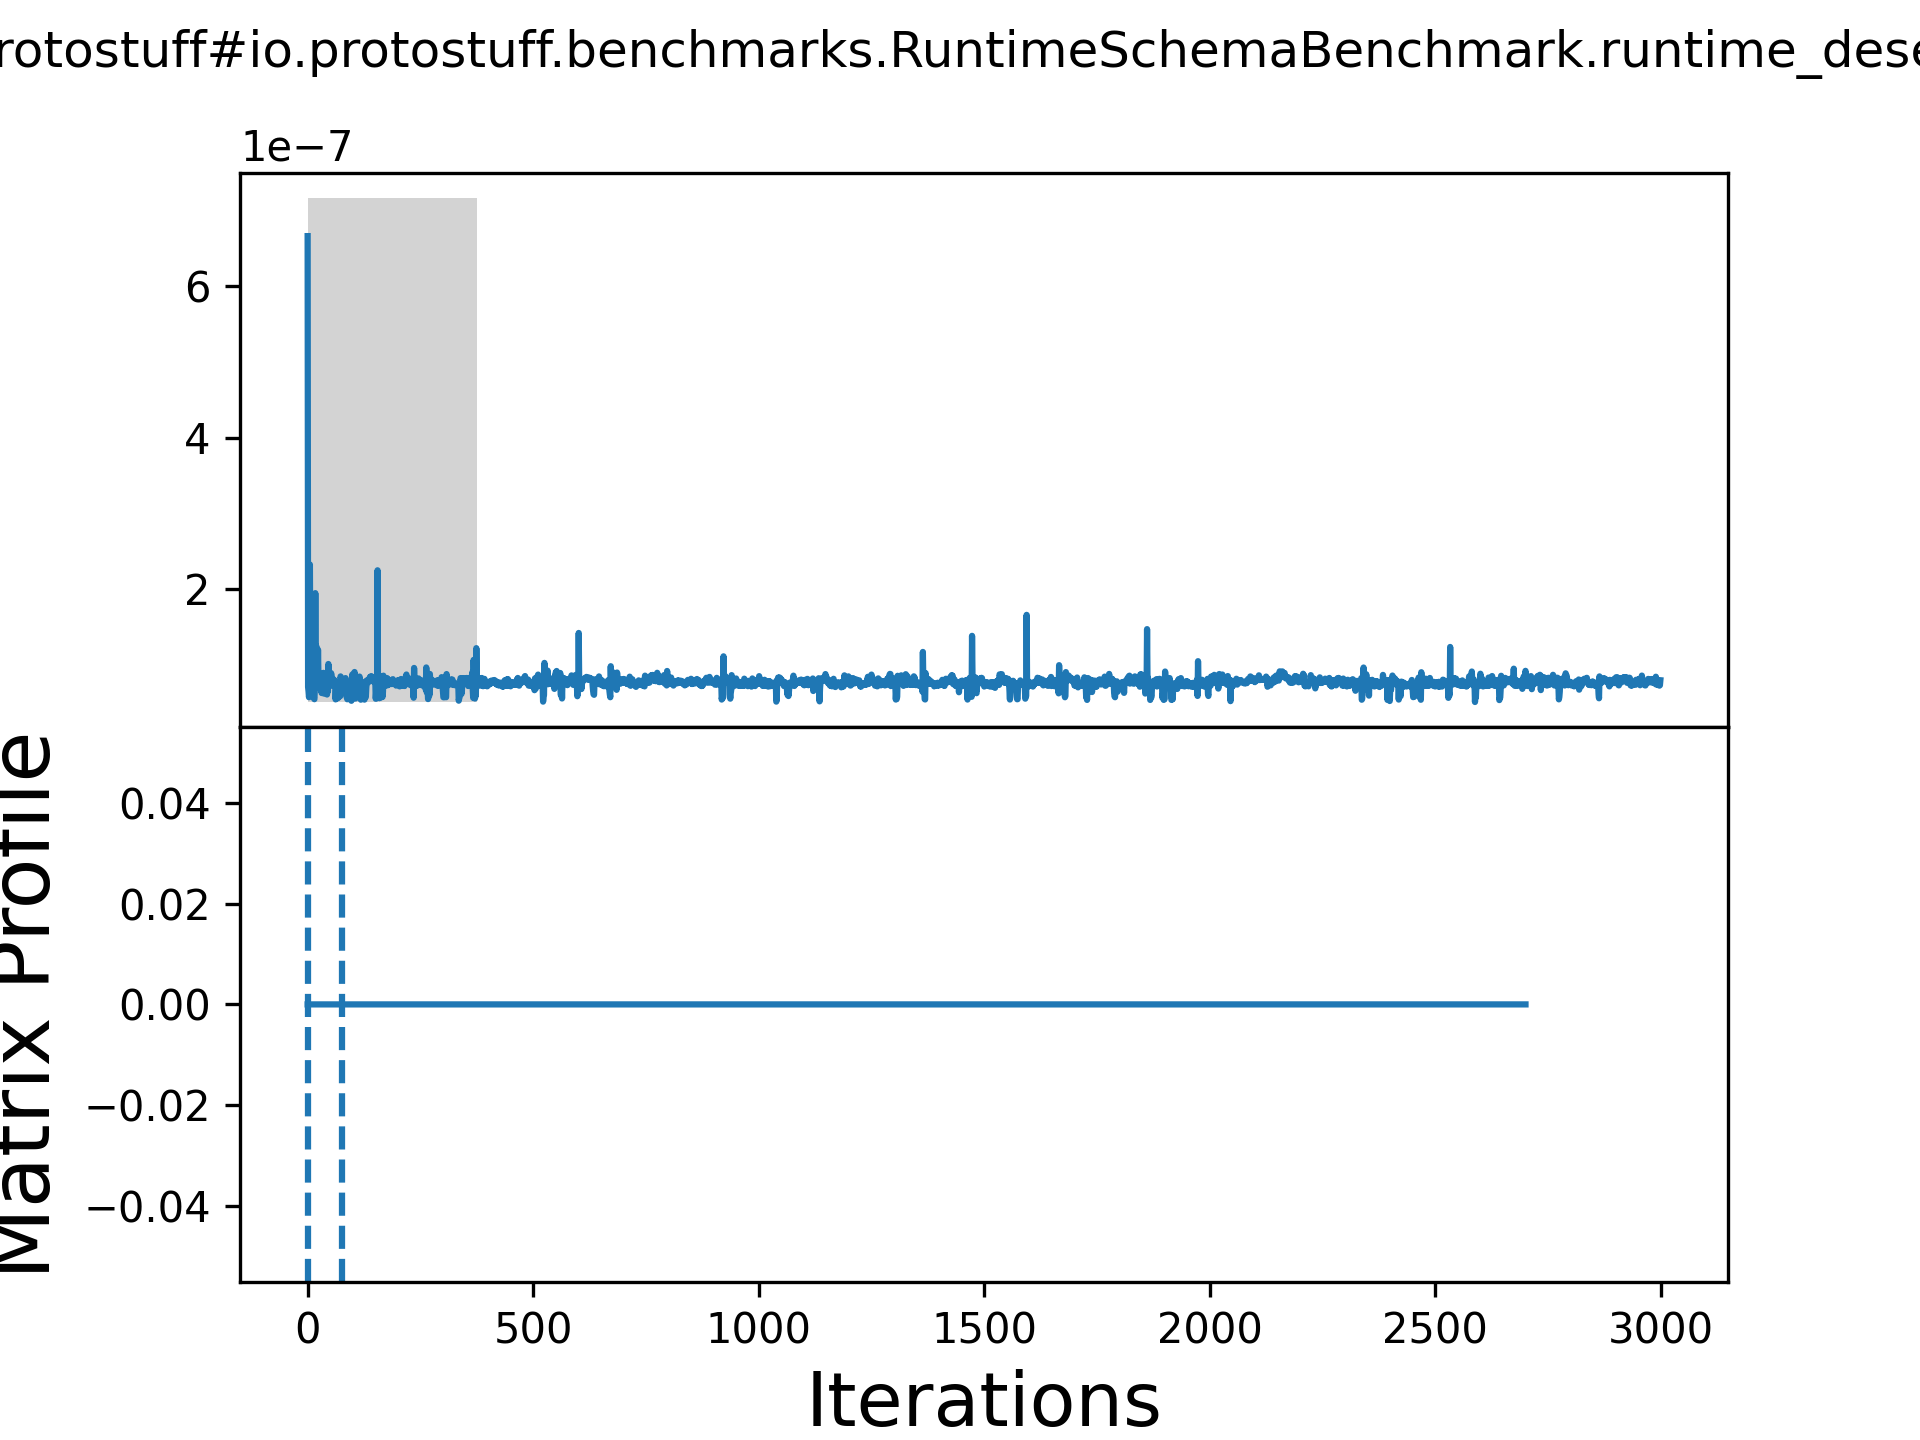 rotostuff#io.protostuff.benchmarks.RuntimeSchemaBenchmark.runtime_dese
1e−7
6
4
2
Matrix Profile
0.04
0.02
0.00
−0.02
−0.04
0 500 1000 1500 2000 2500 3000
Iterations